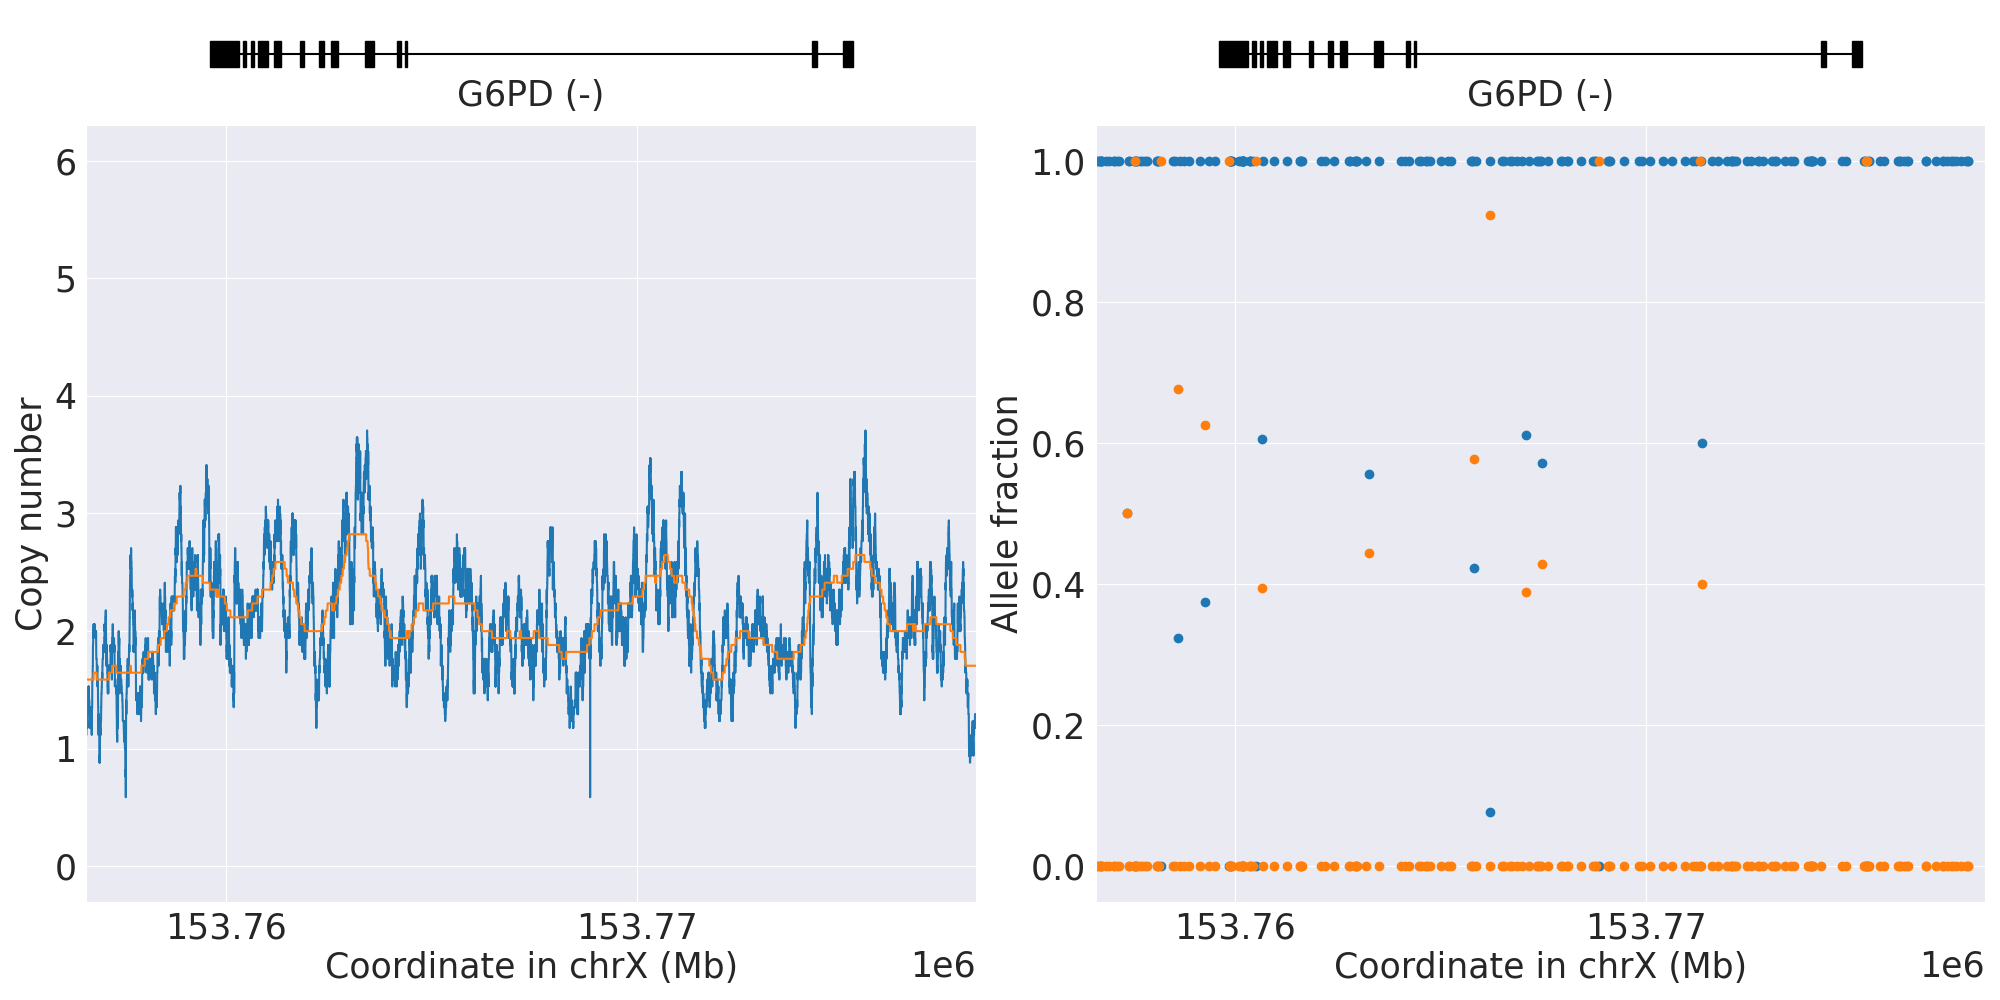 G6PD (-)
6
5
4
3
2
1
0
Copy number
153.76
153.77
Coordinate in chrX (Mb)
1e6
G6PD (-)
1.0
0.8
0.6
0.4
0.2
0.0
Allele fraction
153.76
153.77
Coordinate in chrX (Mb)
1e6